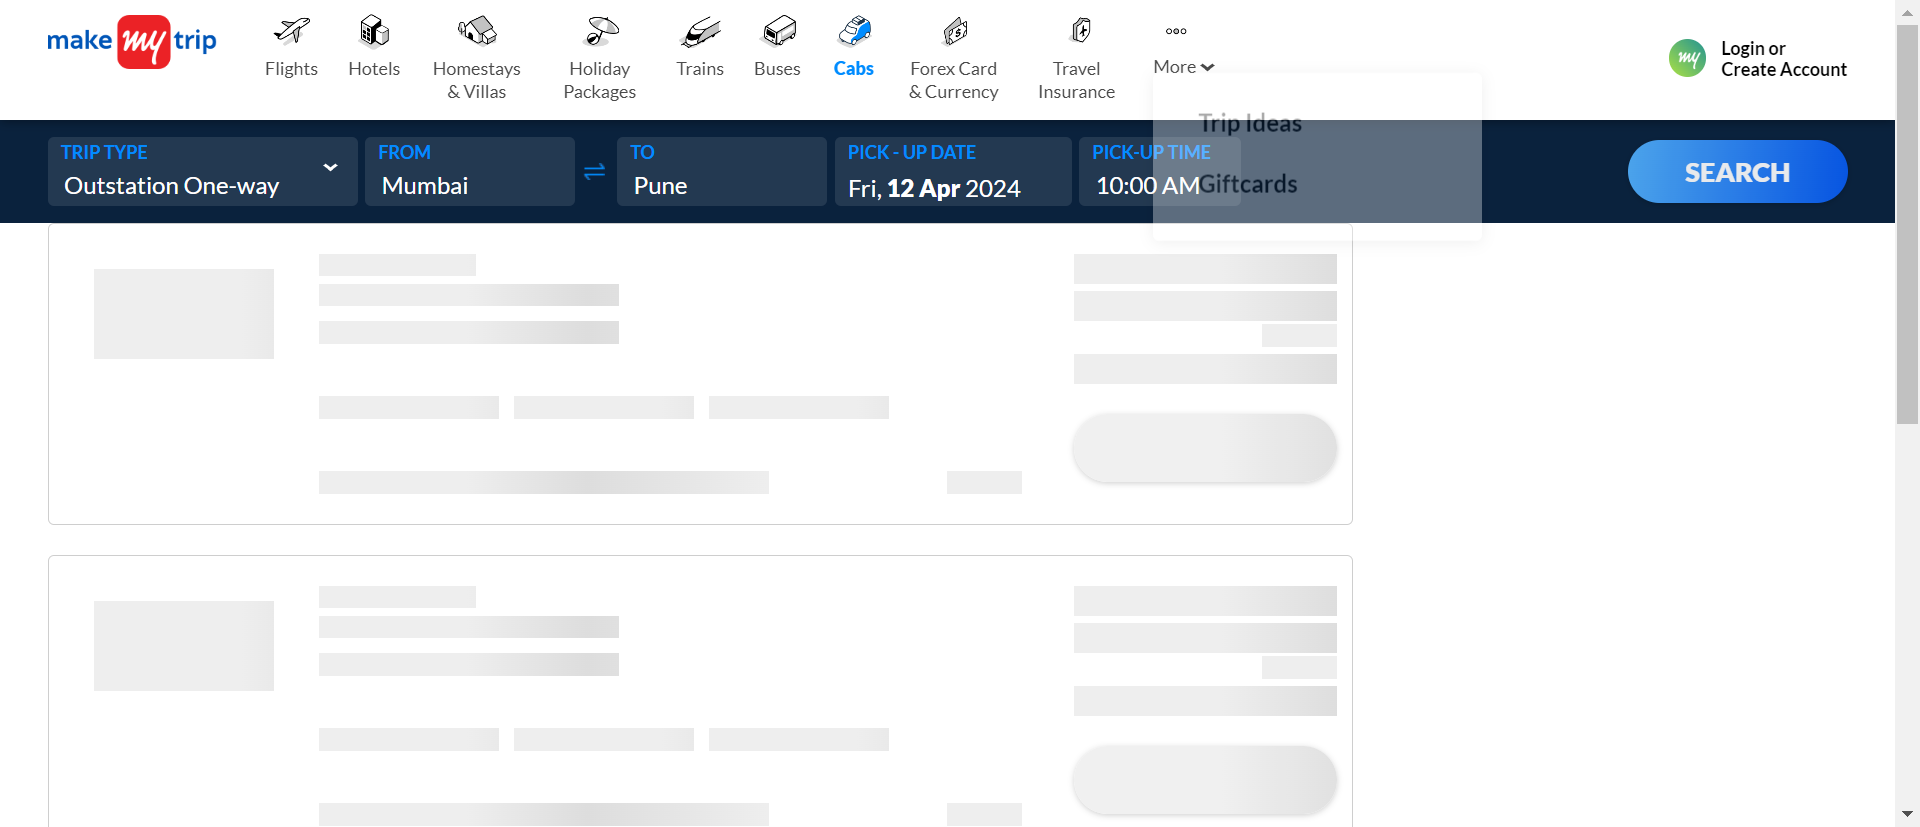 make my trip
Flights
Hotels
Homestays
& Villas
Holiday
Packages
Trains
Buses
Cabs
Forex Card
& Currency
Travel
Insurance
More
my
Login or
Create Account
Trip Ideas
Giftcards
TRIP TYPE
Outstation One-way
FROM
Mumbai
TO
Pune
PICK - UP DATE
Fri, 12 Apr 2024
PICK-UP TIME
10:00 AM
SEARCH